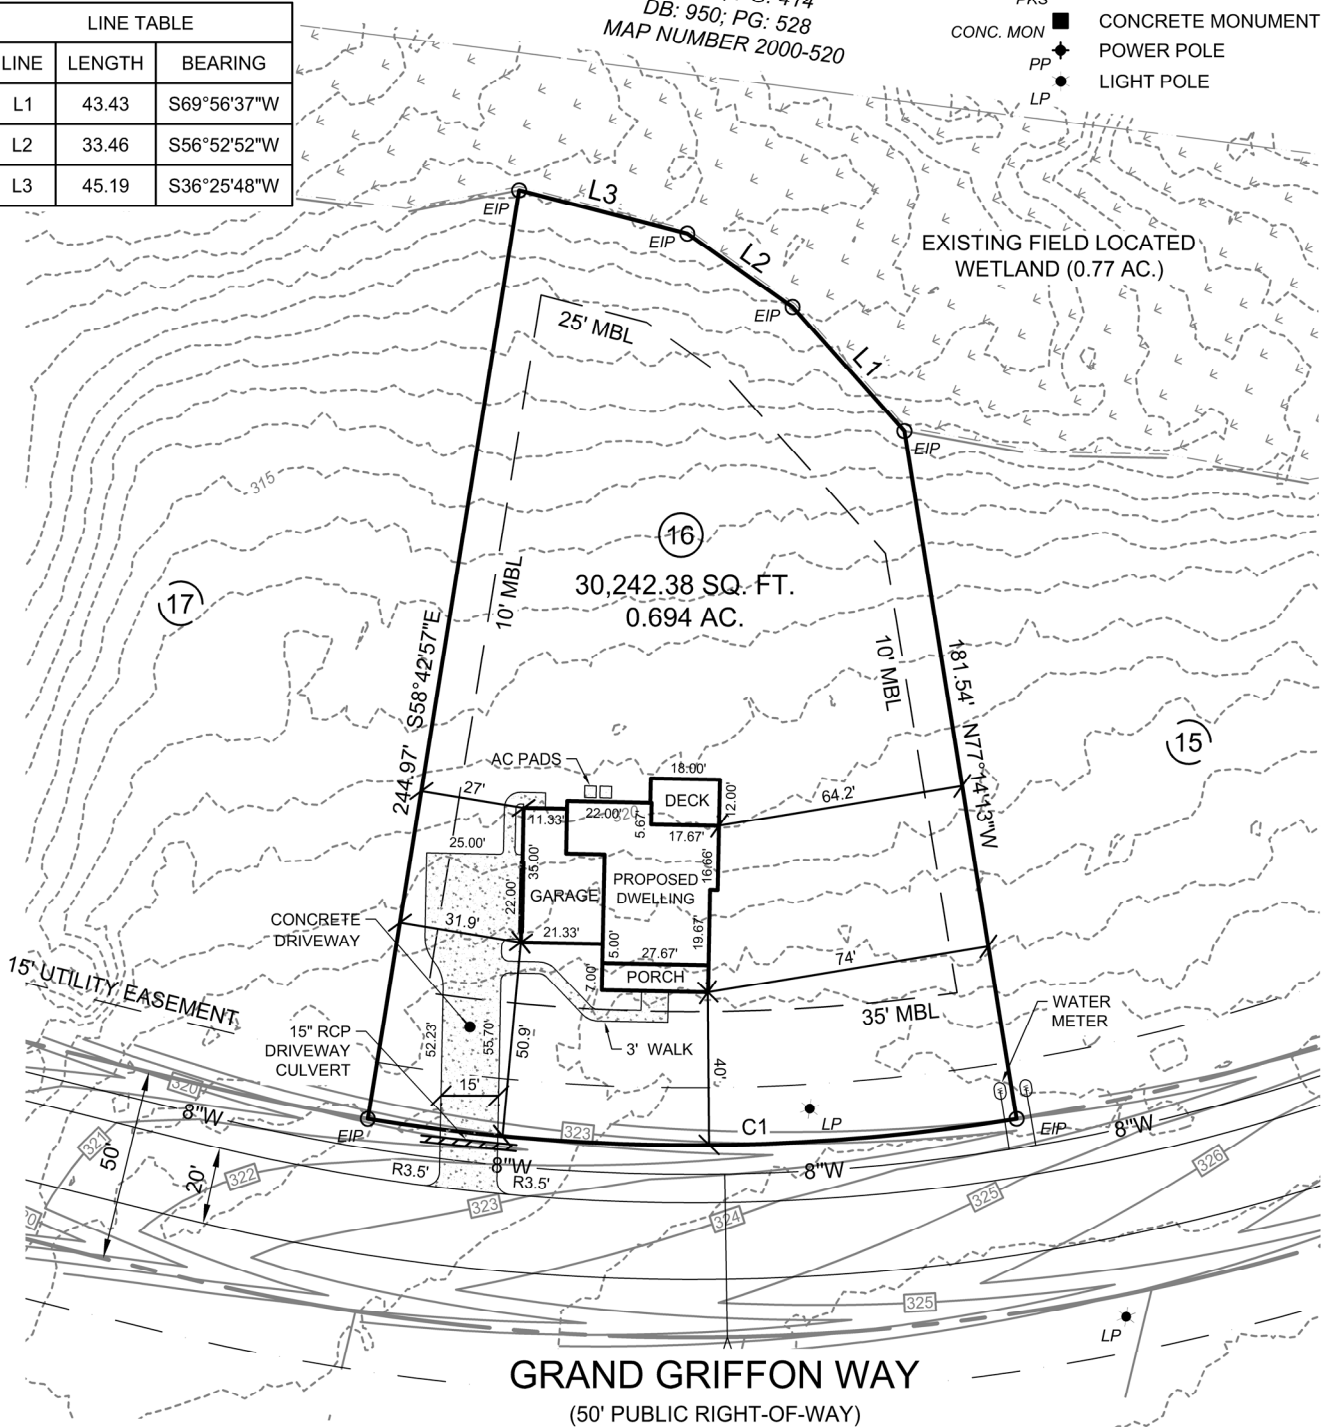 LINE TABLE
LINE LENGTH BEARING
L1 43.43 S69°56'37"W
L2 33.46 S56°52'52"W
L3 45.19 S36°25'48"W
DB: 950; PG: 528
MAP NUMBER 2000-520
PKS
CONC. MON CONCRETE MONUMENT
PP POWER POLE
LP LIGHT POLE
EXISTING FIELD LOCATED
WETLAND (0.77 AC.)
EIP
L3
EIP
L2
EIP
L1
EIP
25' MBL
315
16
30,242.38 SQ. FT.
0.694 AC.
17
15
10' MBL
10' MBL
244.97' S58°42'57"E
181.54' N77°14'13"W
AC PADS
18.00'
DECK
12.00'
27'
11.33'
22.00'
320
5.67'
17.67'
64.2'
25.00'
35.00'
16.66'
22.00'
GARAGE
PROPOSED
DWELLING
CONCRETE
DRIVEWAY
31.9'
21.33'
5.00'
27.67'
19.67'
7.00'
PORCH
74'
15' UTILITY EASEMENT
35' MBL
WATER
METER
15" RCP
DRIVEWAY
CULVERT
52.23'
55.70'
50.9'
3' WALK
40'
15'
LP
C1
EIP
EIP
320
8"W
323
8"W
8"W
8"W
321
50'
20'
322
R3.5'
R3.5'
323
324
325
326
325
LP
GRAND GRIFFON WAY
(50' PUBLIC RIGHT-OF-WAY)